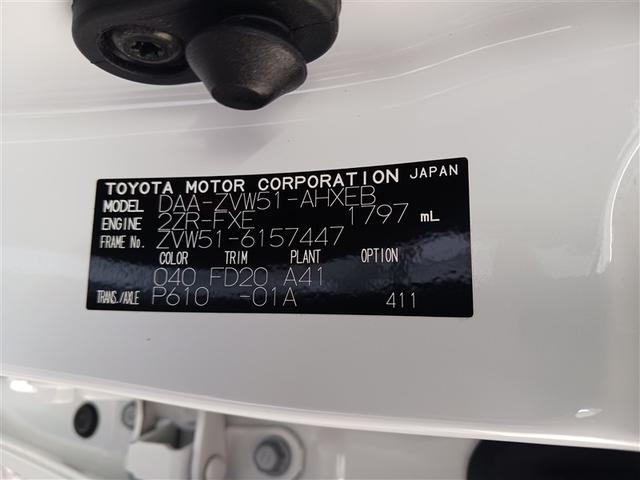 TOYOTA MOTOR CORPORATION JAPAN
MODEL DAA-ZVW51-AHXEB
ENGINE 2ZR-FXE 1797 mL
FRAME No. ZVW51-6157447
COLOR TRIM PLANT OPTION
040 FD20 A41
TRANS./AXLE P610 -01A 411